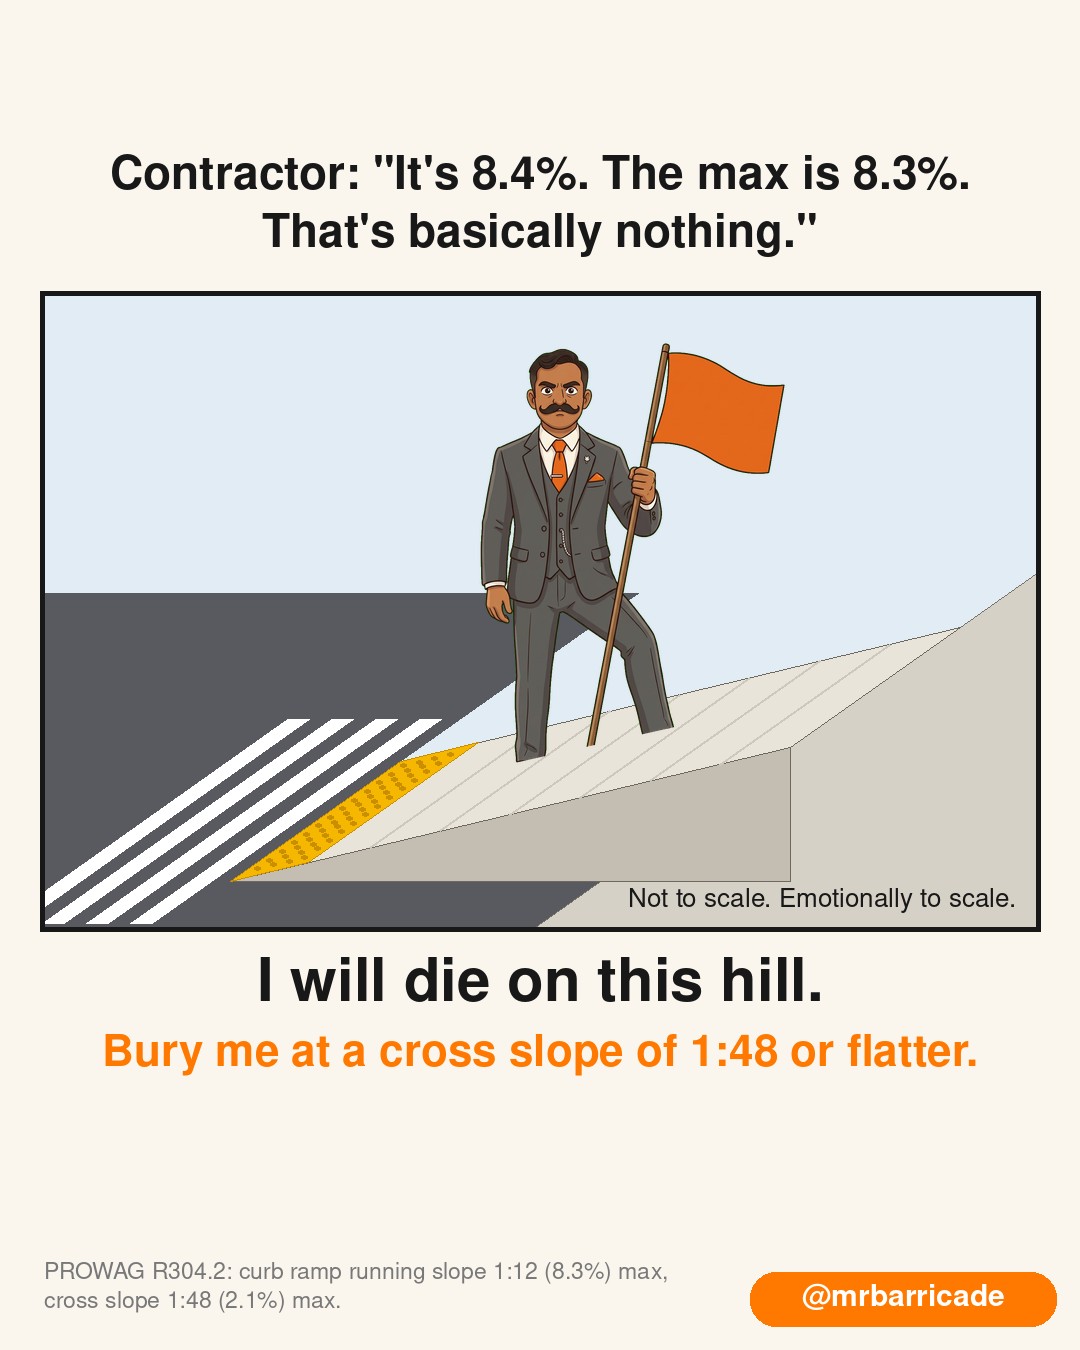 Contractor: "It's 8.4%. The max is 8.3%.
That's basically nothing."
Not to scale. Emotionally to scale.
I will die on this hill.
Bury me at a cross slope of 1:48 or flatter.
PROWAG R304.2: curb ramp running slope 1:12 (8.3%) max,
cross slope 1:48 (2.1%) max.
@mrbarricade